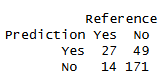 Reference
Prediction Yes No
Yes 27 49
No 14 171